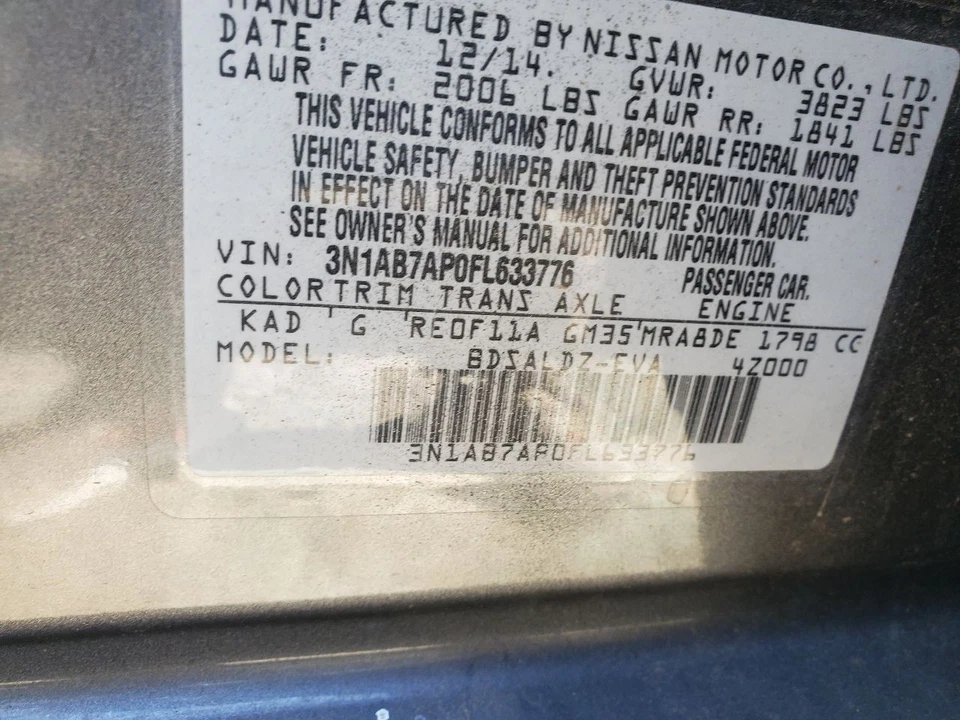 MANUFACTURED BY NISSAN MOTOR CO., LTD.
DATE: 12/14. GVWR: 3823 LBS
GAWR FR: 2006 LBS GAWR RR: 1841 LBS
THIS VEHICLE CONFORMS TO ALL APPLICABLE FEDERAL MOTOR
VEHICLE SAFETY, BUMPER AND THEFT PREVENTION STANDARDS
IN EFFECT ON THE DATE OF MANUFACTURE SHOWN ABOVE.
SEE OWNER'S MANUAL FOR ADDITIONAL INFORMATION.
VIN: 3N1AB7AP0FL633776 PASSENGER CAR.
COLOR TRIM TRANS AXLE ENGINE
KAD ' G ' RE0F11A GM35 ' MRA8DE 1798 CC
MODEL: BDSALDZ-EVA 4Z000
3N1AB7AP0FL633776